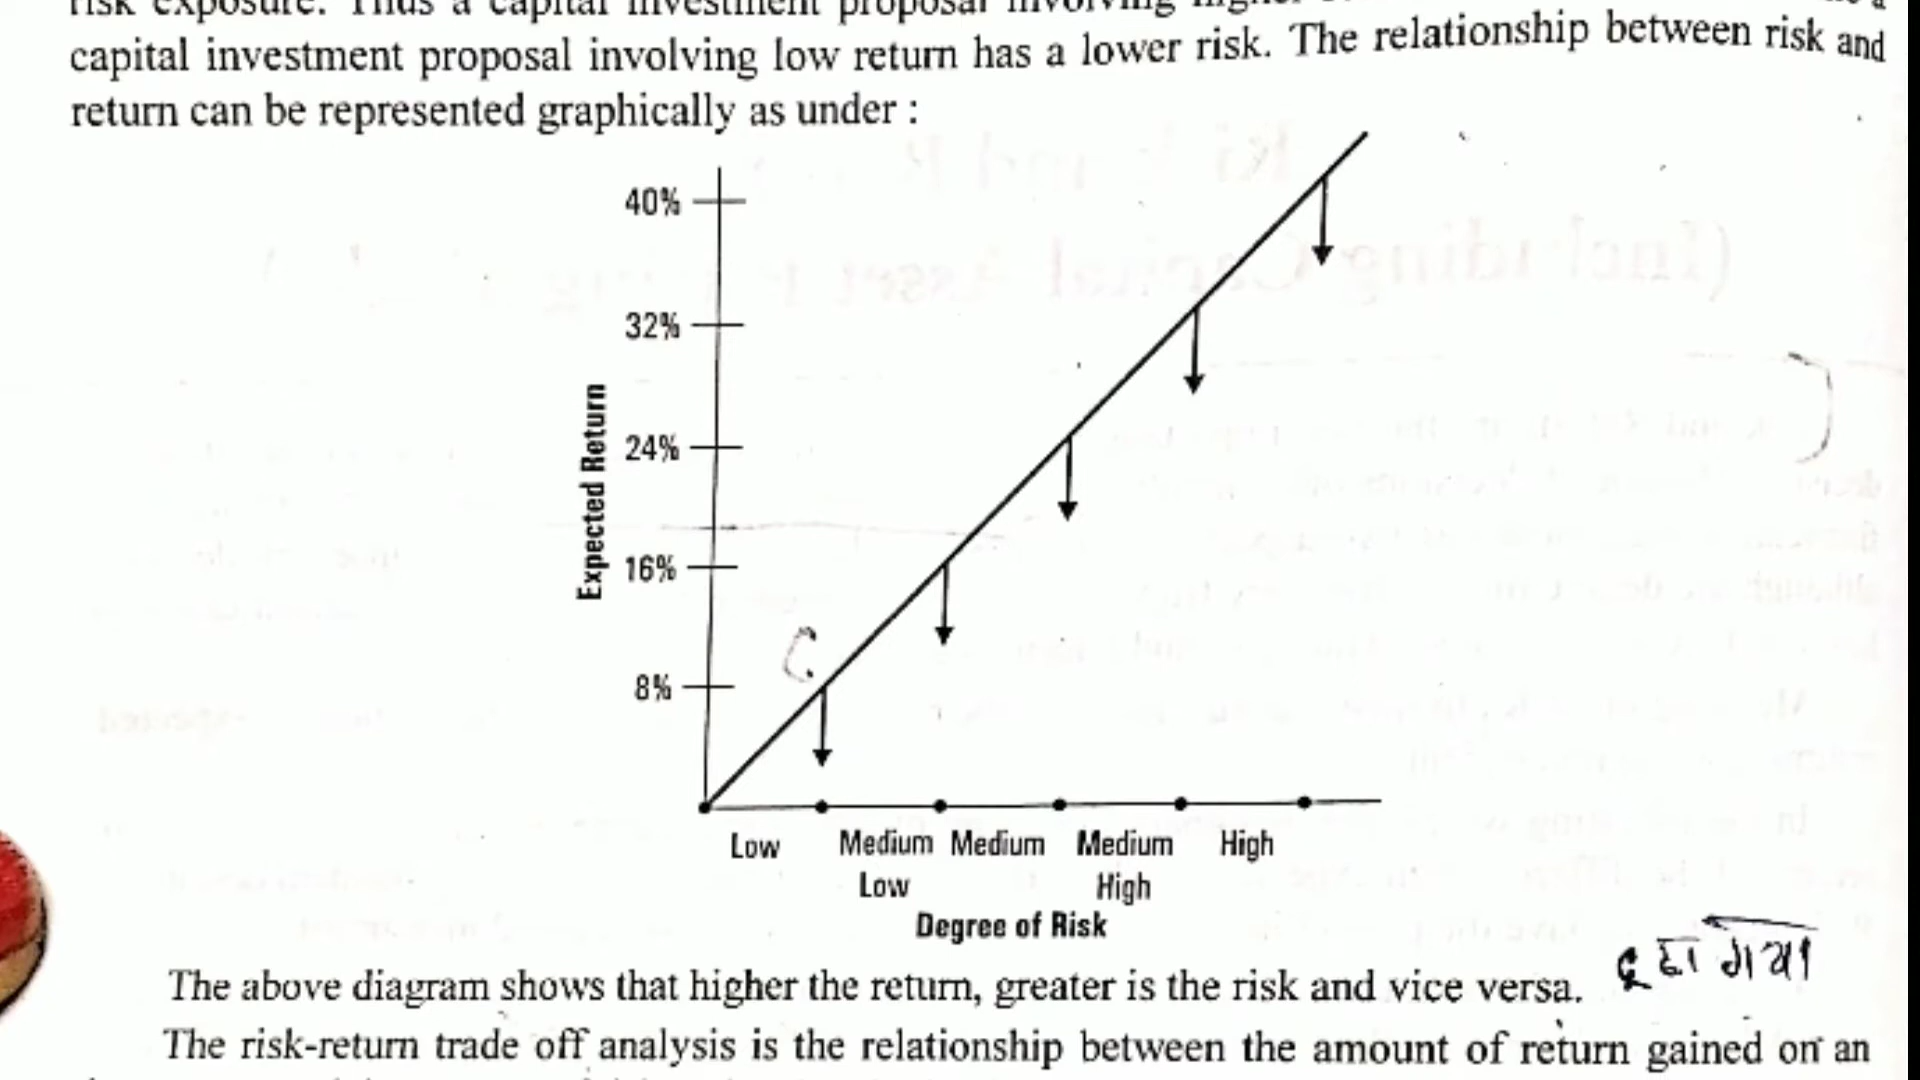 capital investment proposal involving low return has a lower risk. The relationship between risk and
return can be represented graphically as under :
40%
32%
24%
16%
8%
Expected Return
Low Medium Medium Medium High
Low High
Degree of Risk
The above diagram shows that higher the return, greater is the risk and vice versa.
The risk-return trade off analysis is the relationship between the amount of return gained on an